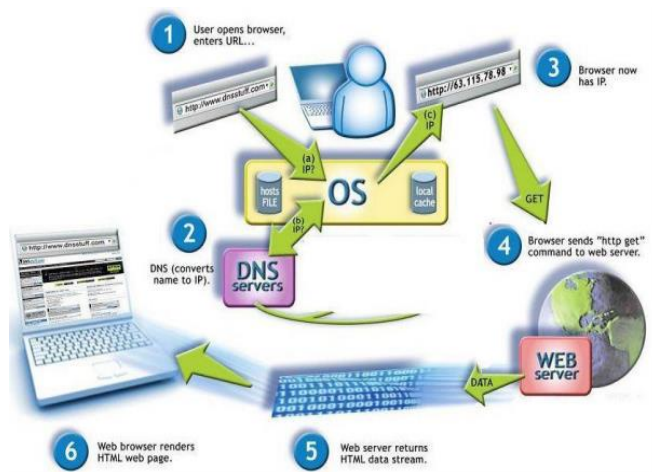 1
User opens browser,
enters URL...
http://www.dnsstuff.com
http://63.115.78.98
3
Browser now
has IP.
(a)
IP?
(c)
IP
hosts
FILE
OS
local
cache
(b)
IP?
2
DNS (converts
name to IP).
DNS
servers
GET
4
Browser sends "http get"
command to web server.
http://www.dnsstuff.com
WEB
server
DATA
6
Web browser renders
HTML web page.
5
Web server returns
HTML data stream.